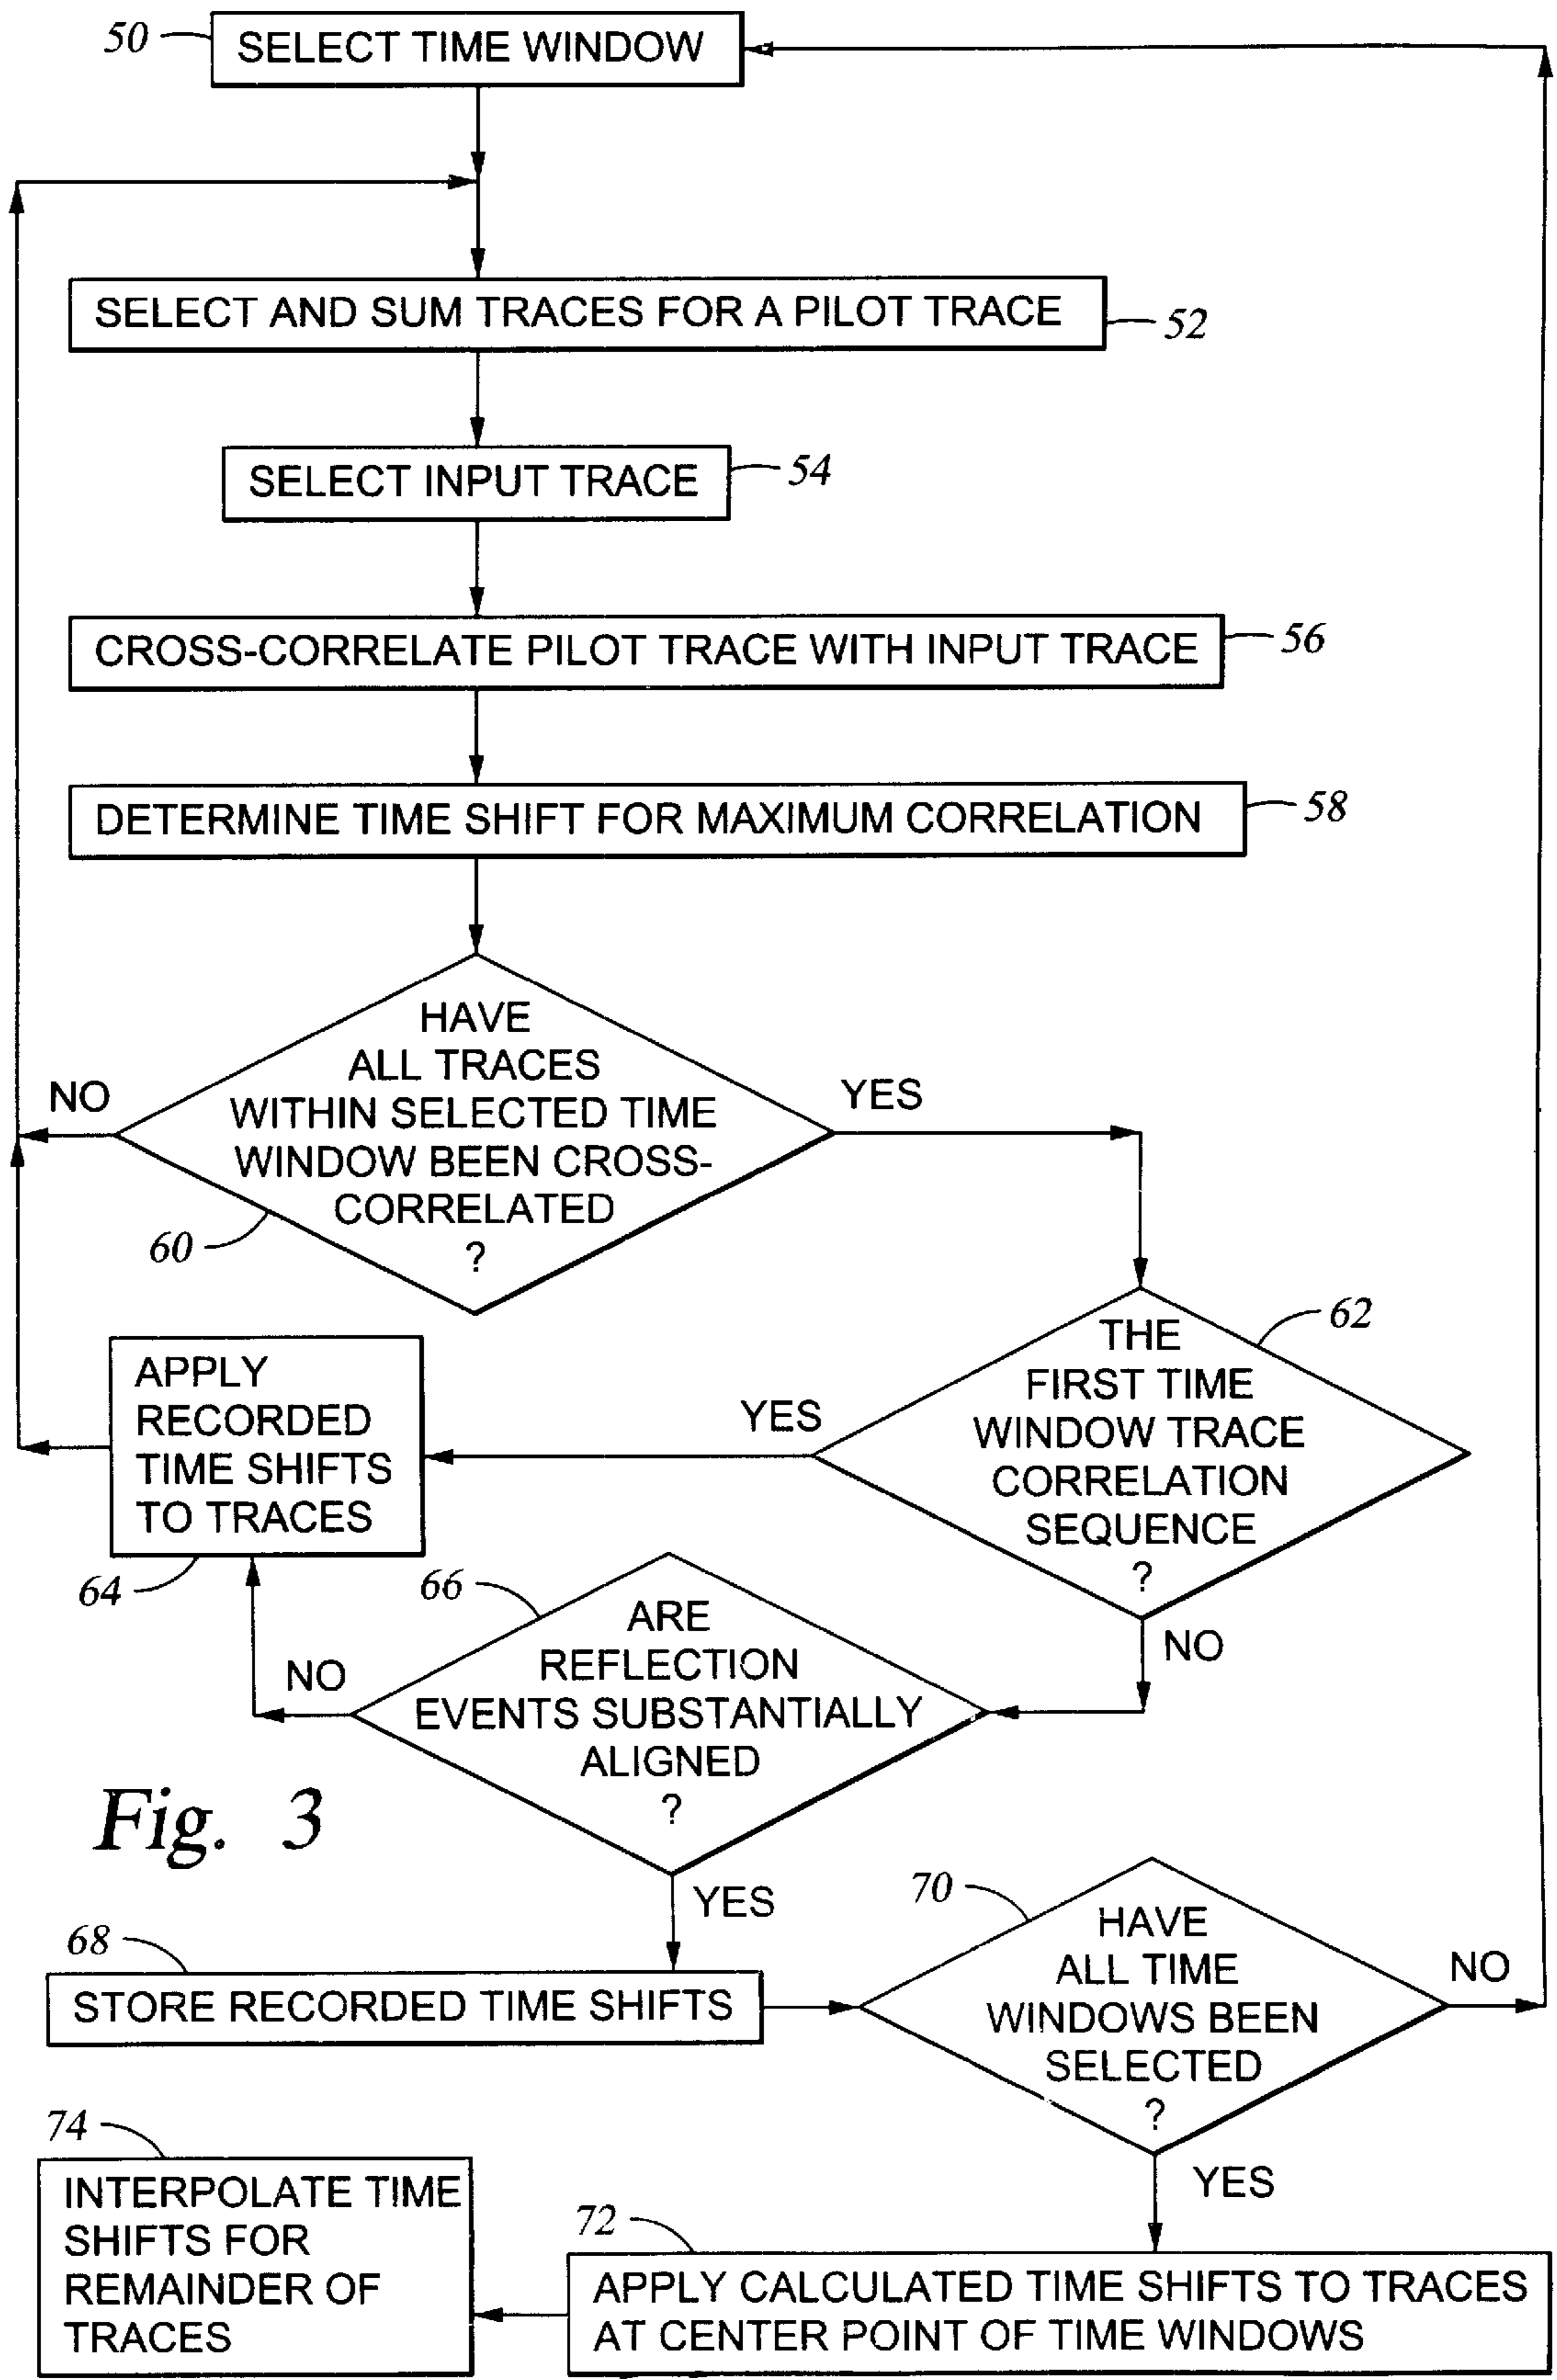 50
SELECT TIME WINDOW
SELECT AND SUM TRACES FOR A PILOT TRACE
52
SELECT INPUT TRACE
54
CROSS-CORRELATE PILOT TRACE WITH INPUT TRACE
56
DETERMINE TIME SHIFT FOR MAXIMUM CORRELATION
58
HAVE
ALL TRACES
WITHIN SELECTED TIME
WINDOW BEEN CROSS-
CORRELATED
?
NO
YES
60
62
THE
FIRST TIME
WINDOW TRACE
CORRELATION
SEQUENCE
?
YES
NO
APPLY
RECORDED
TIME SHIFTS
TO TRACES
64
66
ARE
REFLECTION
EVENTS SUBSTANTIALLY
ALIGNED
?
NO
YES
Fig. 3
68
STORE RECORDED TIME SHIFTS
70
HAVE
ALL TIME
WINDOWS BEEN
SELECTED
?
NO
YES
72
APPLY CALCULATED TIME SHIFTS TO TRACES
AT CENTER POINT OF TIME WINDOWS
74
INTERPOLATE TIME
SHIFTS FOR
REMAINDER OF
TRACES